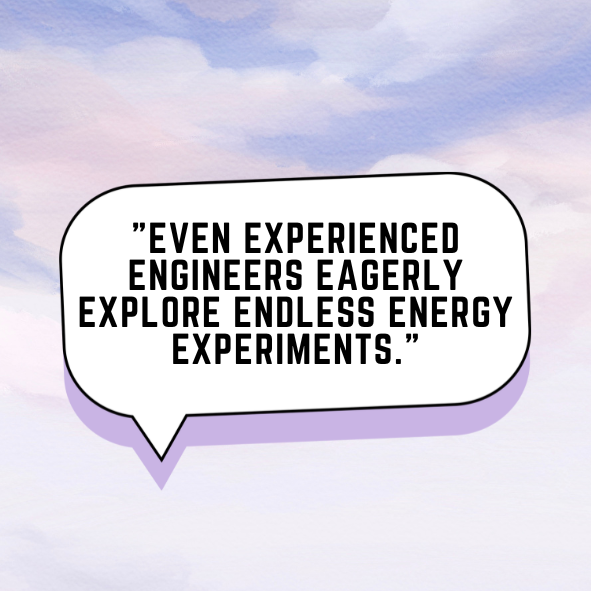 "EVEN EXPERIENCED
ENGINEERS EAGERLY
EXPLORE ENDLESS ENERGY
EXPERIMENTS."